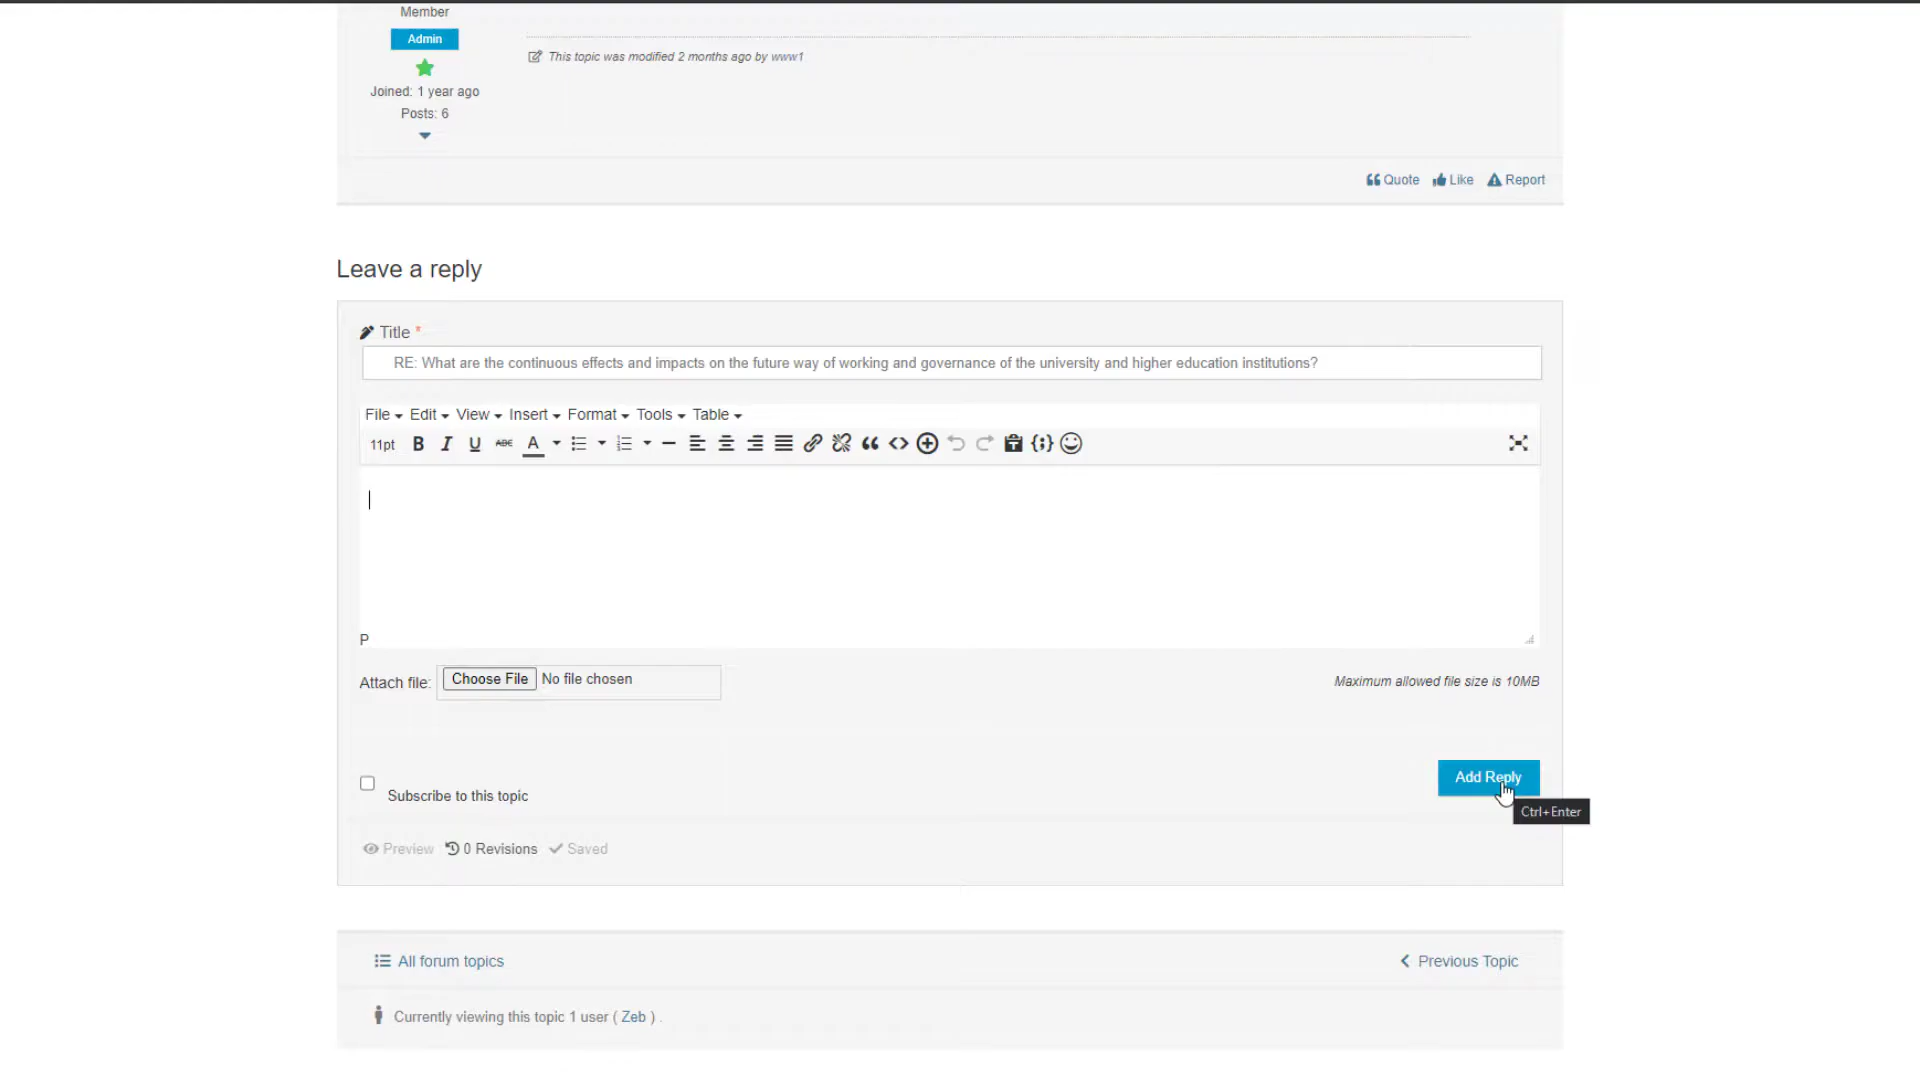 Member
Admin
This topic was modified 2 months ago by www1
Joined: 1 year ago
Posts: 6
Quote Like Report
Leave a reply
Title *
RE: What are the continuous effects and impacts on the future way of working and governance of the university and higher education institutions?
File Edit View Insert Format Tools Table
11pt B I U ABC A
P
Attach file: Choose File No file chosen Maximum allowed file size is 10MB
Add Reply
Ctrl+Enter
Subscribe to this topic
Preview 0 Revisions Saved
All forum topics Previous Topic
Currently viewing this topic 1 user ( Zeb ) .